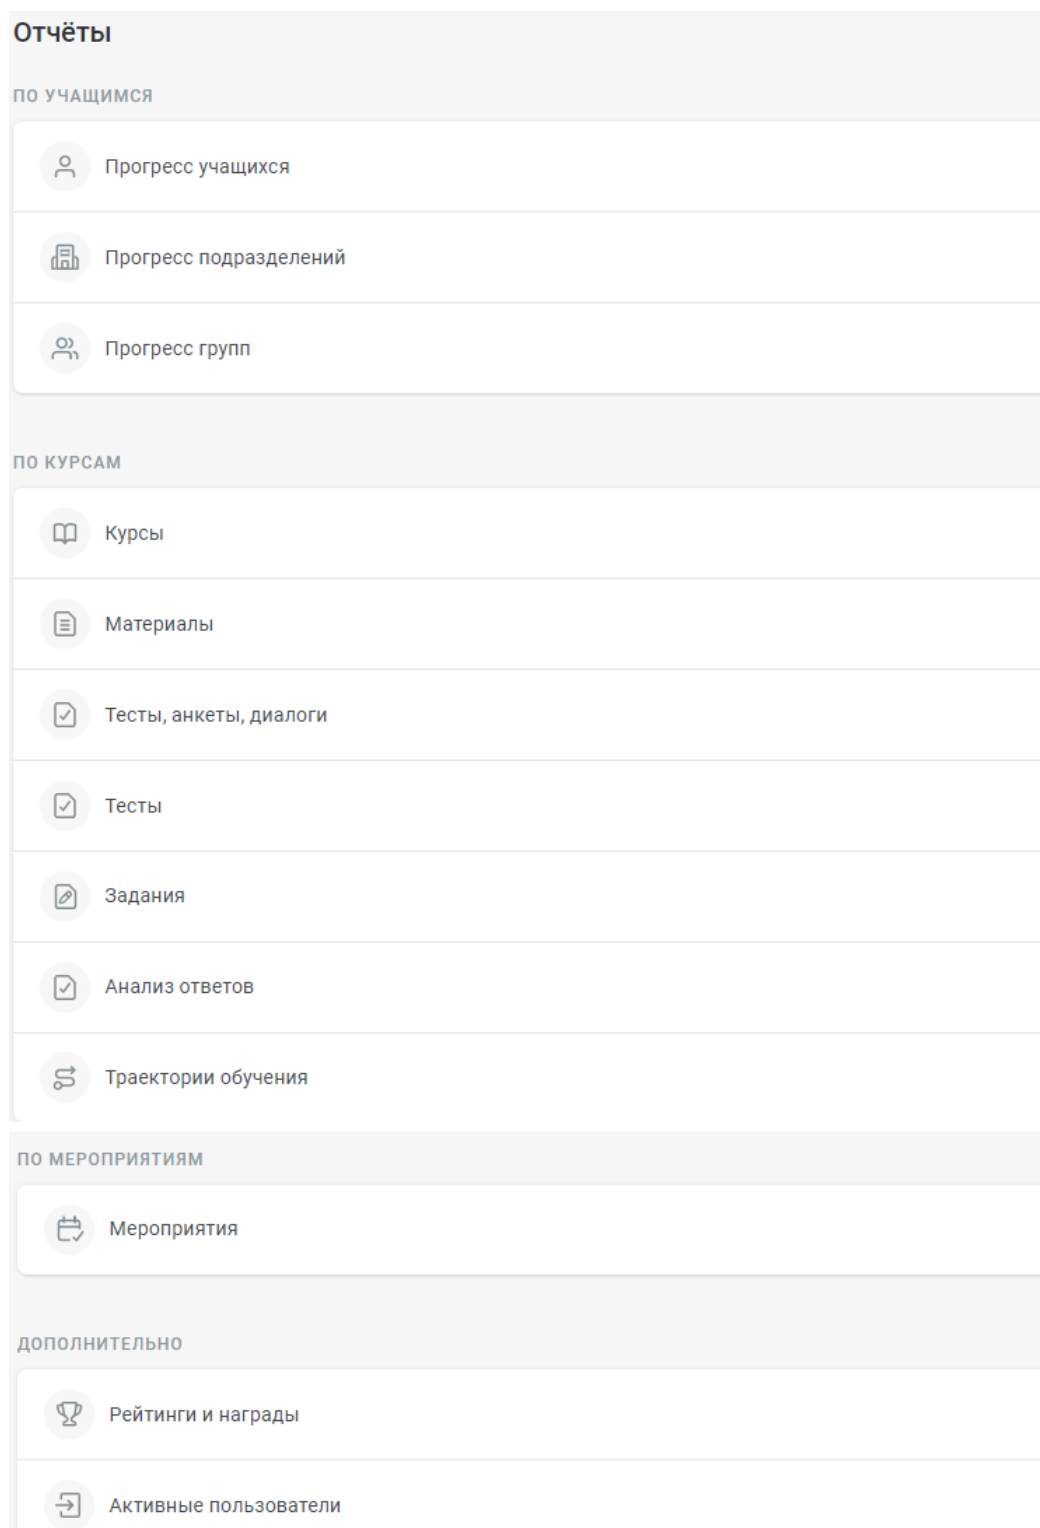 Отчёты
ПО УЧАЩИМСЯ
Прогресс учащихся
Прогресс подразделений
Прогресс групп
ПО КУРСАМ
Курсы
Материалы
Тесты, анкеты, диалоги
Тесты
Задания
Анализ ответов
Траектории обучения
ПО МЕРОПРИЯТИЯМ
Мероприятия
ДОПОЛНИТЕЛЬНО
Рейтинги и награды
Активные пользователи